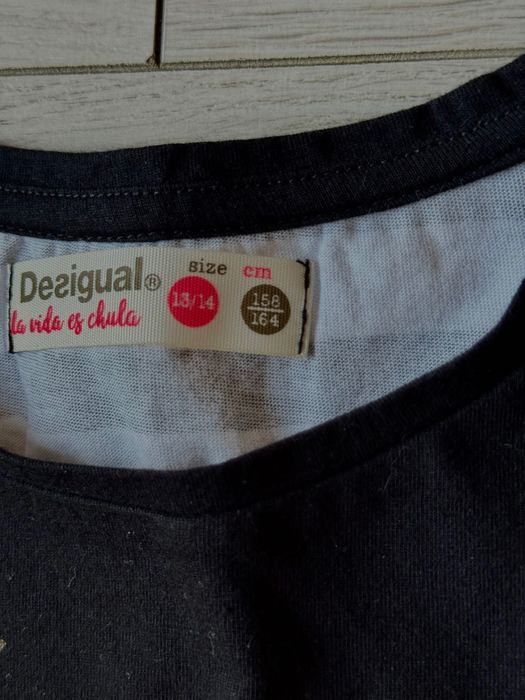 Desigual®
la vida es chula
size cm
13/14
158
164